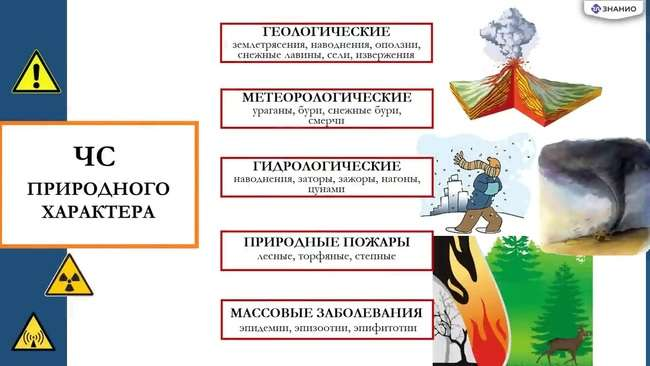 ЗНАНИО
ГЕОЛОГИЧЕСКИЕ
землетрясения, наводнения, оползни,
снежные лавины, сели, извержения
МЕТЕОРОЛОГИЧЕСКИЕ
ураганы, бури, снежные бури,
смерчи
ЧС
ПРИРОДНОГО
ХАРАКТЕРА
ГИДРОЛОГИЧЕСКИЕ
наводнения, заторы, зажоры, нагоны,
цунами
ПРИРОДНЫЕ ПОЖАРЫ
лесные, торфяные, степные
МАССОВЫЕ ЗАБОЛЕВАНИЯ
эпидемии, эпизоотии, эпифитотии